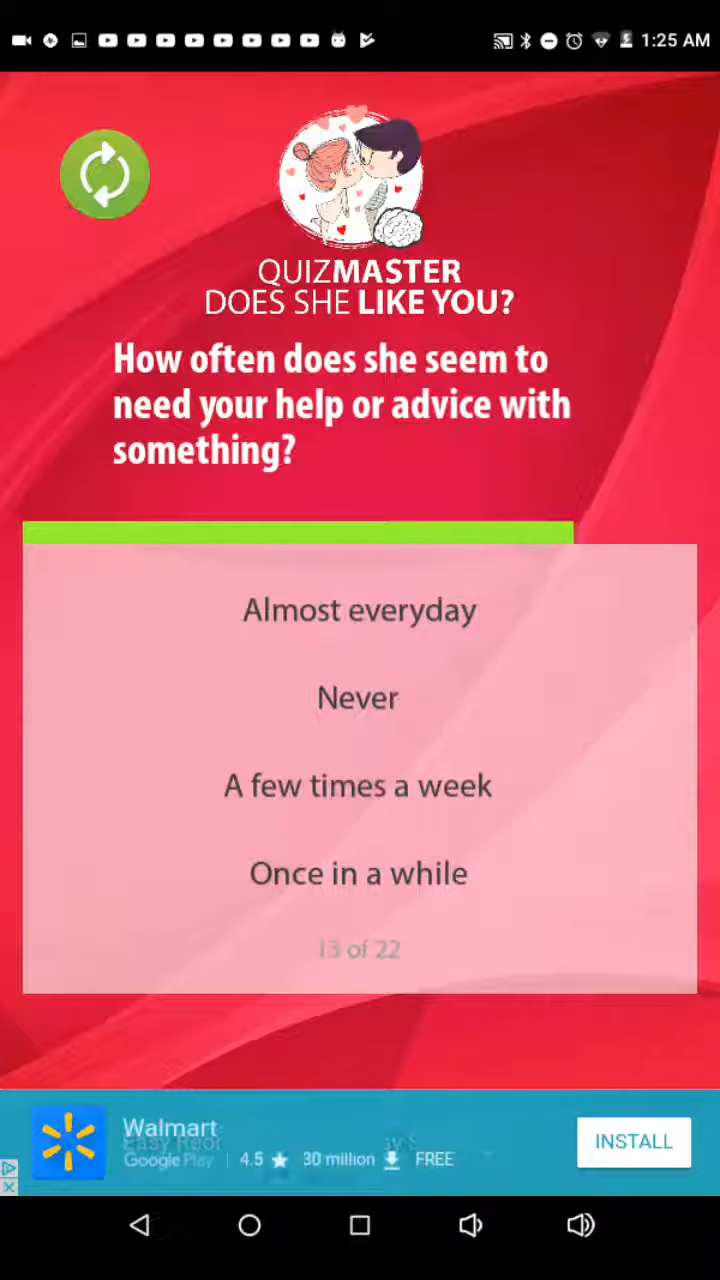 1:25 AM
QUIZMASTER
DOES SHE LIKE YOU?
How often does she seem to
need your help or advice with
something?
Almost everyday
Never
A few times a week
Once in a while
13 of 22
Walmart
Google Play 4.5 30 million FREE
INSTALL